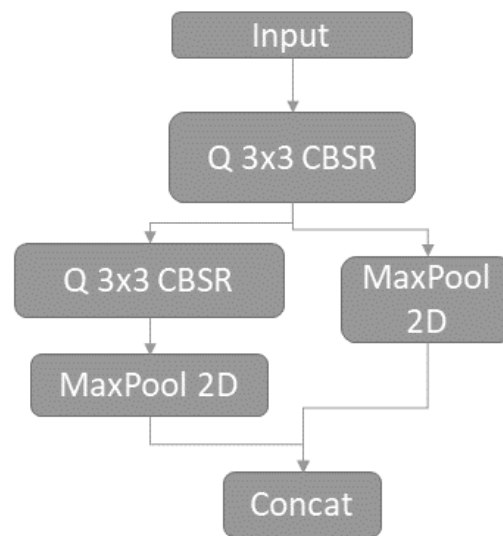 Input
Q 3x3 CBSR
Q 3x3 CBSR
MaxPool
2D
MaxPool 2D
Concat